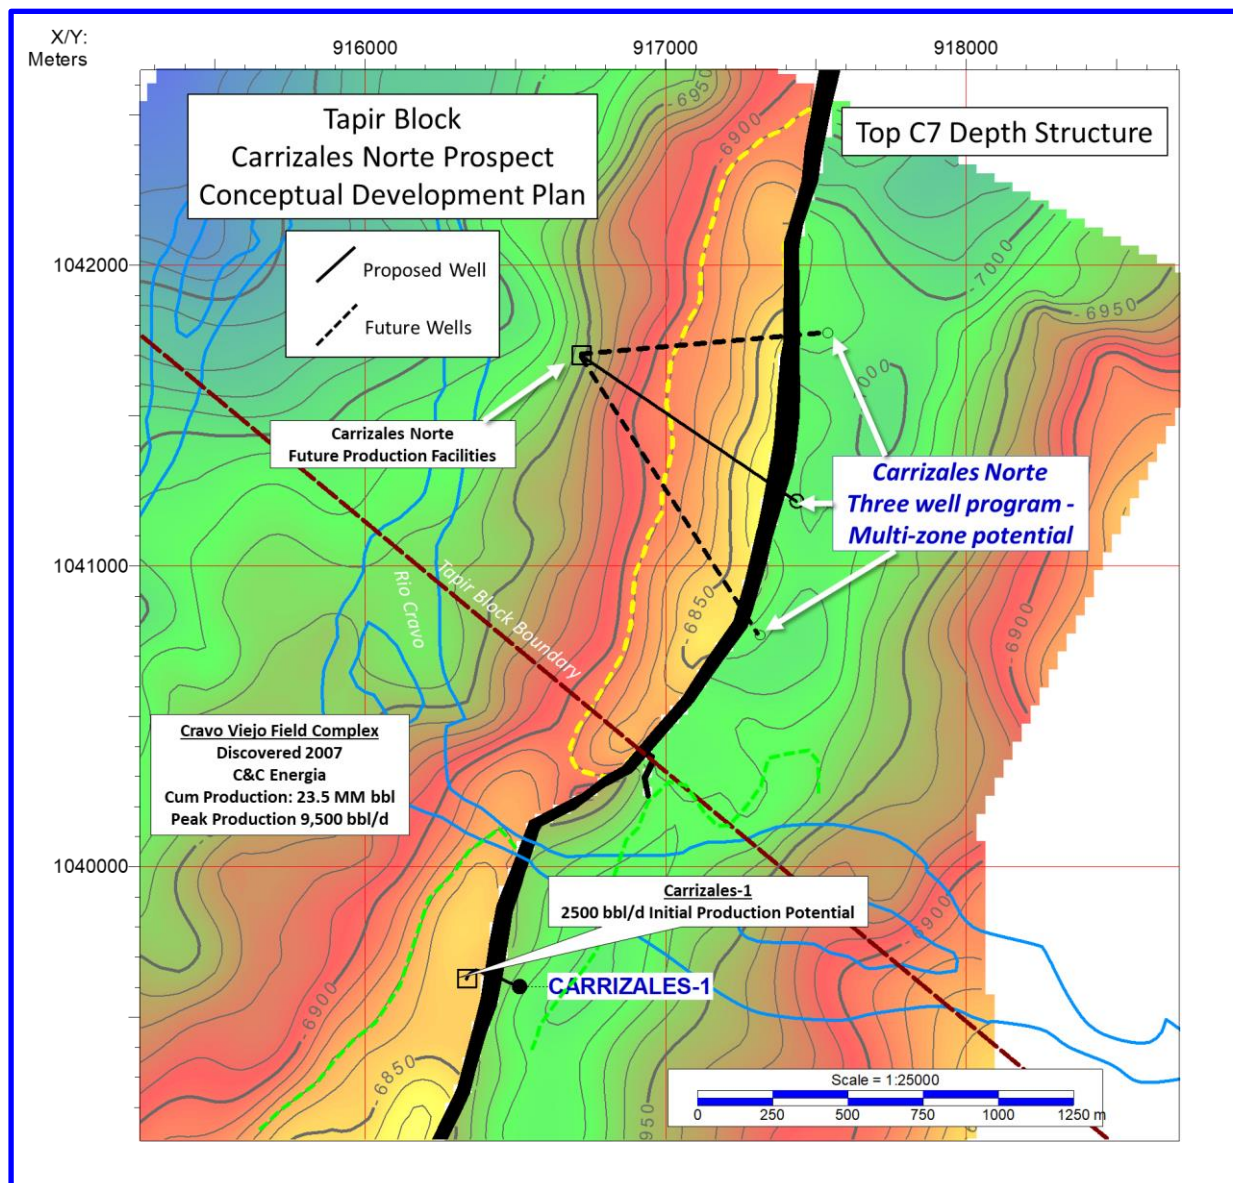 X/Y:
Meters
916000
917000
918000
Tapir Block
Carrizales Norte Prospect
Conceptual Development Plan
Top C7 Depth Structure
Proposed Well
Future Wells
-6950
-6900
1042000
-7000
-6950
000
Carrizales Norte
Future Production Facilities
Carrizales Norte
Three well program -
Multi-zone potential
1041000
Rio Cravo
Tapir Block Boundary
-6850
-6900
Cravo Viejo Field Complex
Discovered 2007
C&C Energia
Cum Production: 23.5 MM bbl
Peak Production 9,500 bbl/d
1040000
Carrizales-1
2500 bbl/d Initial Production Potential
-6900
-6900
CARRIZALES-1
-6850
6950
Scale = 1:25000
0 250 500 750 1000 1250 m